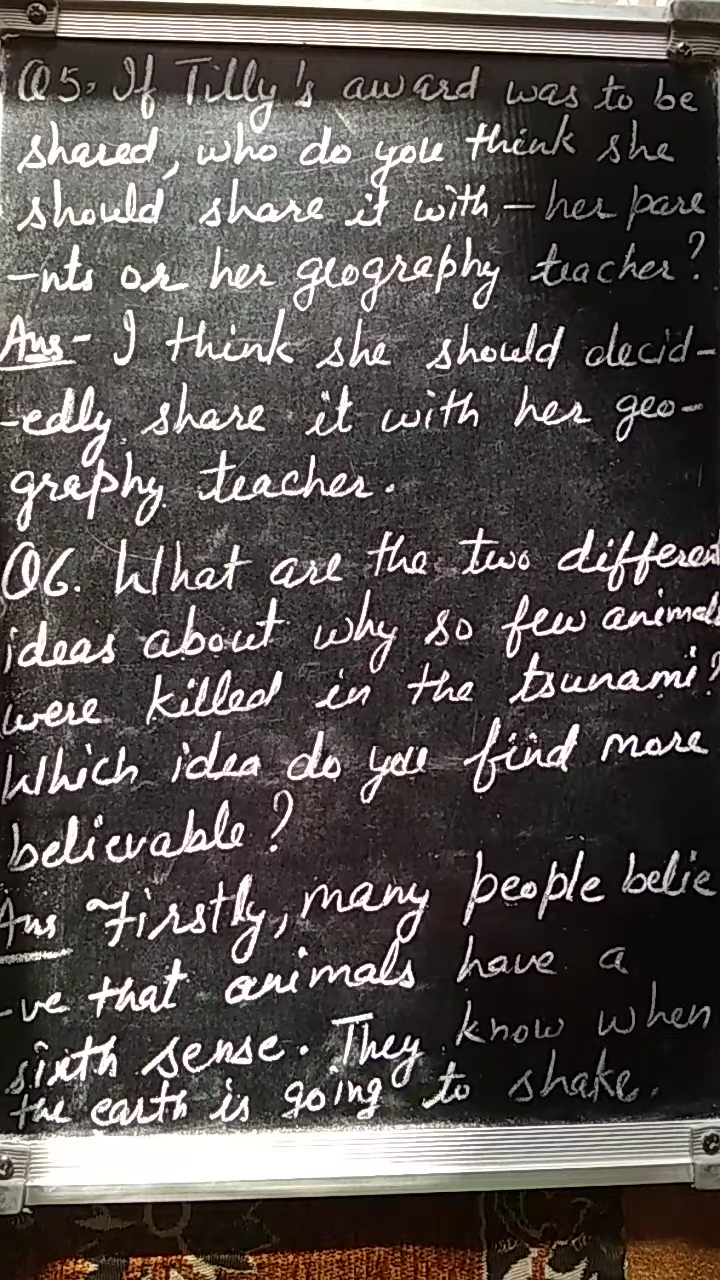 Q5. If Tilly's award was to be
shared, who do you think she
should share it with, - her pare
-nts or her geography teacher?
Ans - I think she should decid-
-edly share it with her geo-
graphy teacher.
Q6. What are the two different
ideas about why so few animals
were killed in the tsunami?
Which idea do you find more
believable?
Ans Firstly, many people belie
-ve that animals have a
sixth sense. They know when
the earth is going to shake.